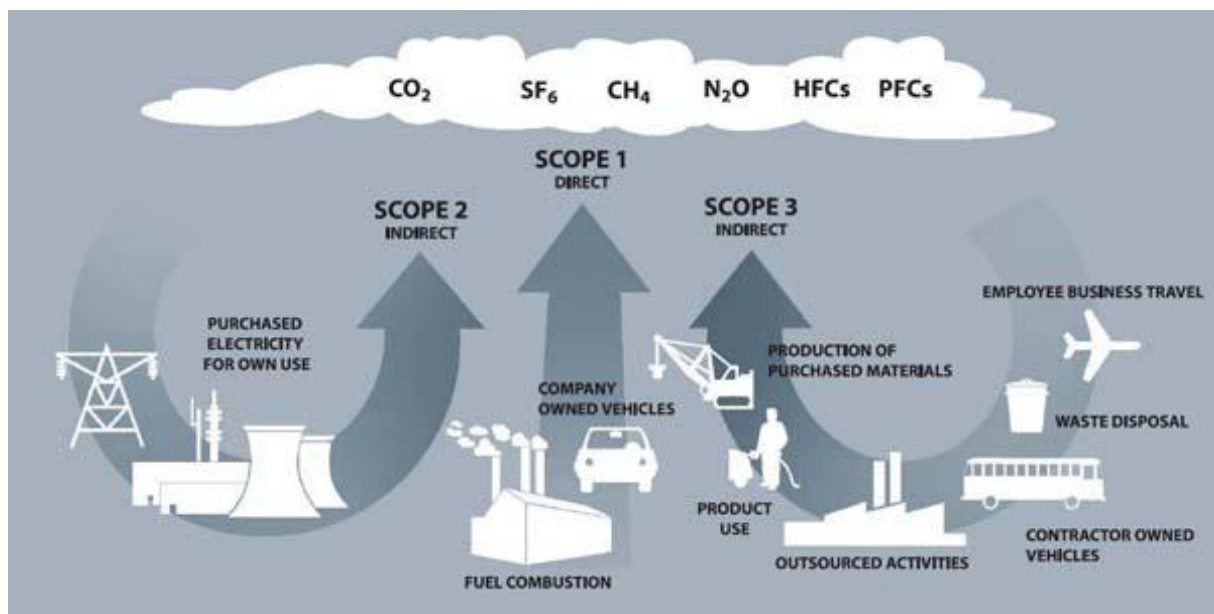 CO₂ SF₆ CH₄ N₂O HFCs PFCs
SCOPE 1
DIRECT
SCOPE 2
INDIRECT
SCOPE 3
INDIRECT
PURCHASED
ELECTRICITY
FOR OWN USE
COMPANY
OWNED VEHICLES
FUEL COMBUSTION
EMPLOYEE BUSINESS TRAVEL
PRODUCTION OF
PURCHASED MATERIALS
WASTE DISPOSAL
PRODUCT
USE
OUTSOURCED ACTIVITIES
CONTRACTOR OWNED
VEHICLES